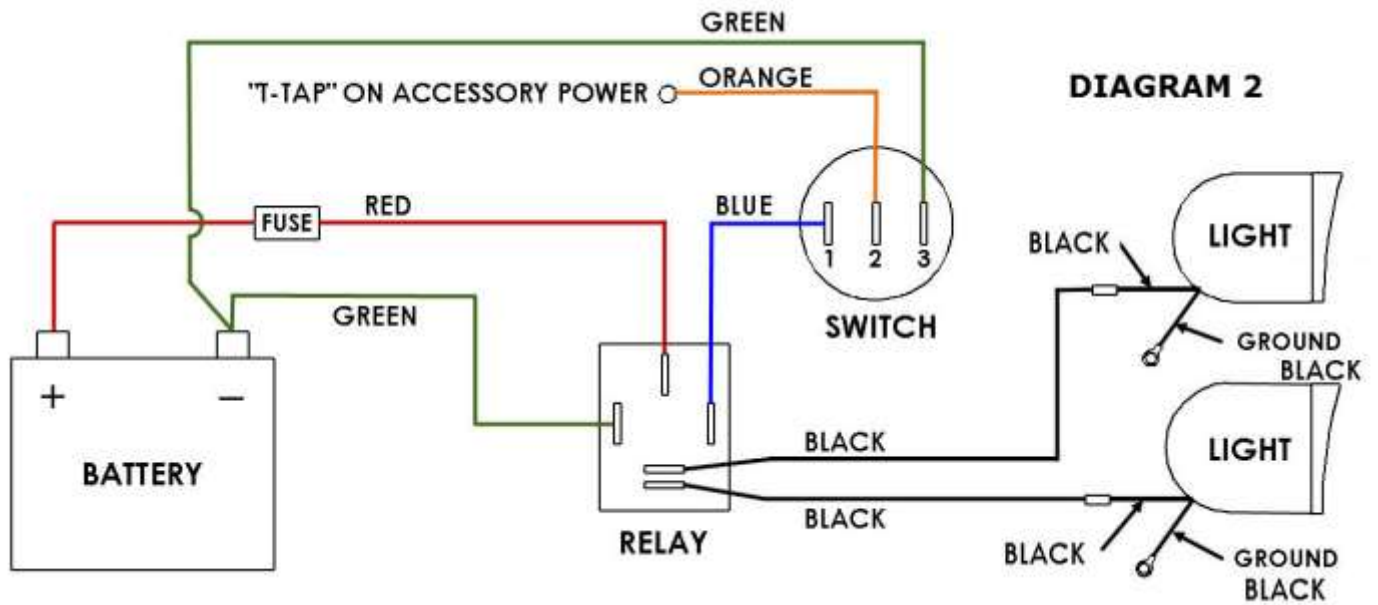 GREEN
"T-TAP" ON ACCESSORY POWER
ORANGE
DIAGRAM 2
FUSE
RED
BLUE
1 2 3
SWITCH
BLACK
LIGHT
GROUND
BLACK
GREEN
+ −
BATTERY
RELAY
BLACK
BLACK
LIGHT
BLACK
GROUND
BLACK